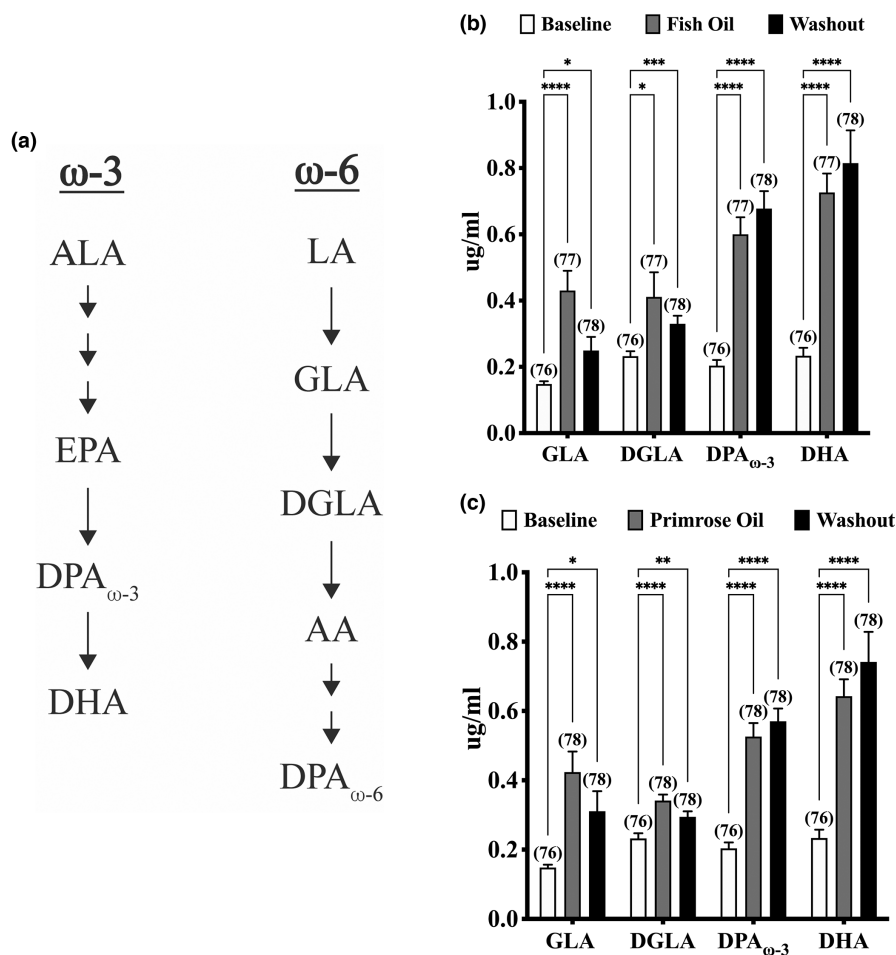 (a)
ω-3 ω-6
ALA LA
GLA
EPA
DGLA
DPAω-3
AA
DHA
DPAω-6
(b)
Baseline Fish Oil Washout
* *** **** ****
**** * **** ****
ug/ml
1.0
0.8
0.6
0.4
0.2
0.0
(76) (77) (78) (76) (77) (78) (76) (77) (78) (76) (77) (78)
GLA DGLA DPAω-3 DHA
(c)
Baseline Primrose Oil Washout
* ** **** ****
**** **** **** ****
ug/ml
1.0
0.8
0.6
0.4
0.2
0.0
(76) (78) (78) (76) (78) (78) (76) (78) (78) (76) (78) (78)
GLA DGLA DPAω-3 DHA